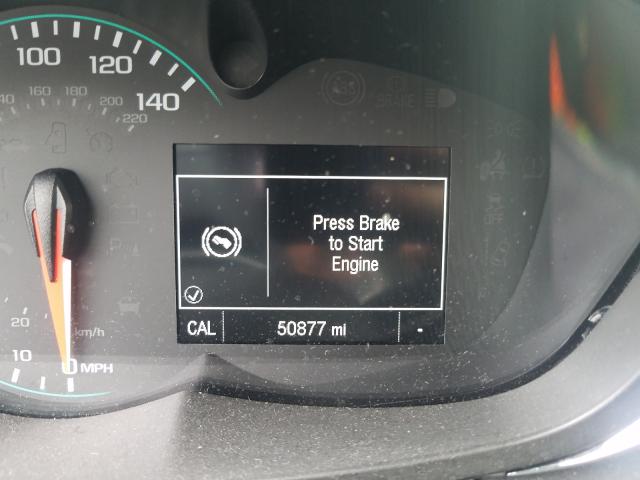 100
120
140
160
180
200
220
BRAKE
Press Brake
to Start
Engine
CAL
50877 mi
-
20
km/h
10
0 MPH